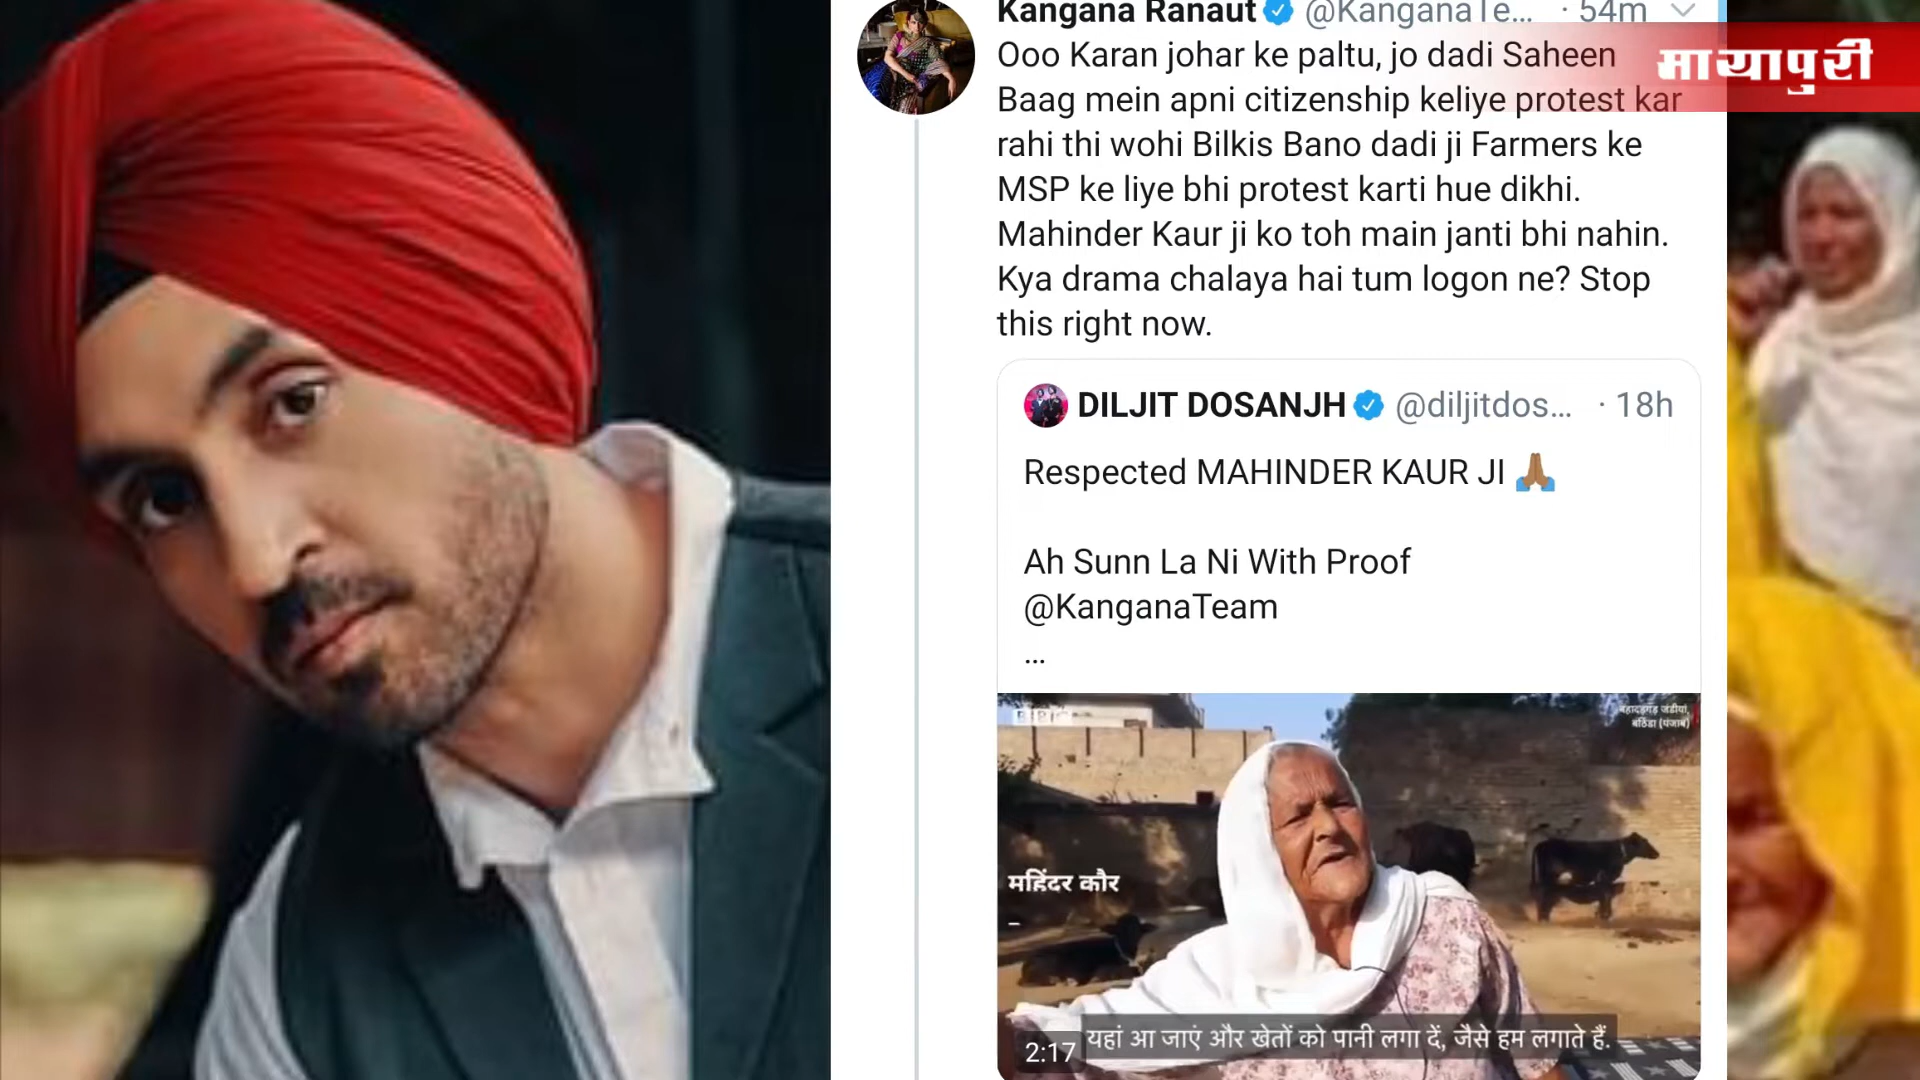 Kangana Ranaut @KanganaTe... · 54m
मायापुरी
Ooo Karan johar ke paltu, jo dadi Saheen
Baag mein apni citizenship keliye protest kar
rahi thi wohi Bilkis Bano dadi ji Farmers ke
MSP ke liye bhi protest karti hue dikhi.
Mahinder Kaur ji ko toh main janti bhi nahin.
Kya drama chalaya hai tum logon ne? Stop
this right now.
DILJIT DOSANJH @diljitdos... · 18h
Respected MAHINDER KAUR JI 🙏🏾
Ah Sunn La Ni With Proof
@KanganaTeam
...
बठिंडा (पंजाब)
महिंदर कौर
यहां आ जाएं और खेतों को पानी लगा दें, जैसे हम लगाते हैं.
2:17